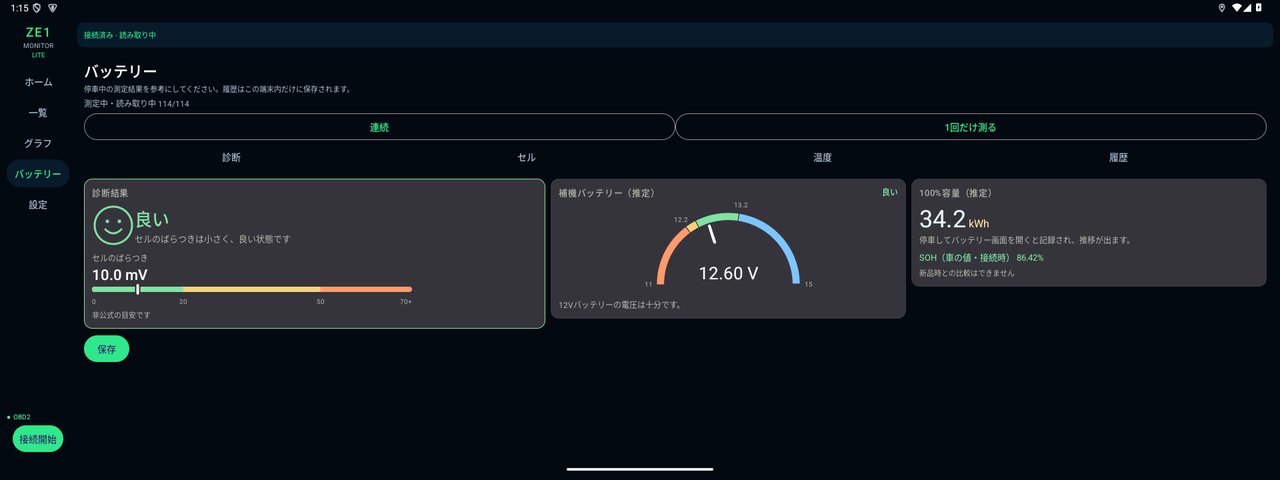 1:15
ZE1
MONITOR
LITE
ホーム
一覧
グラフ
バッテリー
設定
OBD2
接続開始
接続済み · 読み取り中
バッテリー
停車中の測定結果を参考にしてください。履歴はこの端末内だけに保存されます。
測定中・読み取り中 114/114
連続
1回だけ測る
診断
セル
温度
履歴
診断結果
良い
セルのばらつきは小さく、良い状態です
セルのばらつき
10.0 mV
0 20 50 70+
非公式の目安です
補機バッテリー（推定）
良い
12.2
13.2
11
15
12.60 V
12Vバッテリーの電圧は十分です。
100%容量（推定）
34.2 kWh
停車してバッテリー画面を開くと記録され、推移が出ます。
SOH（車の値・接続時） 86.42%
新品時との比較はできません
保存